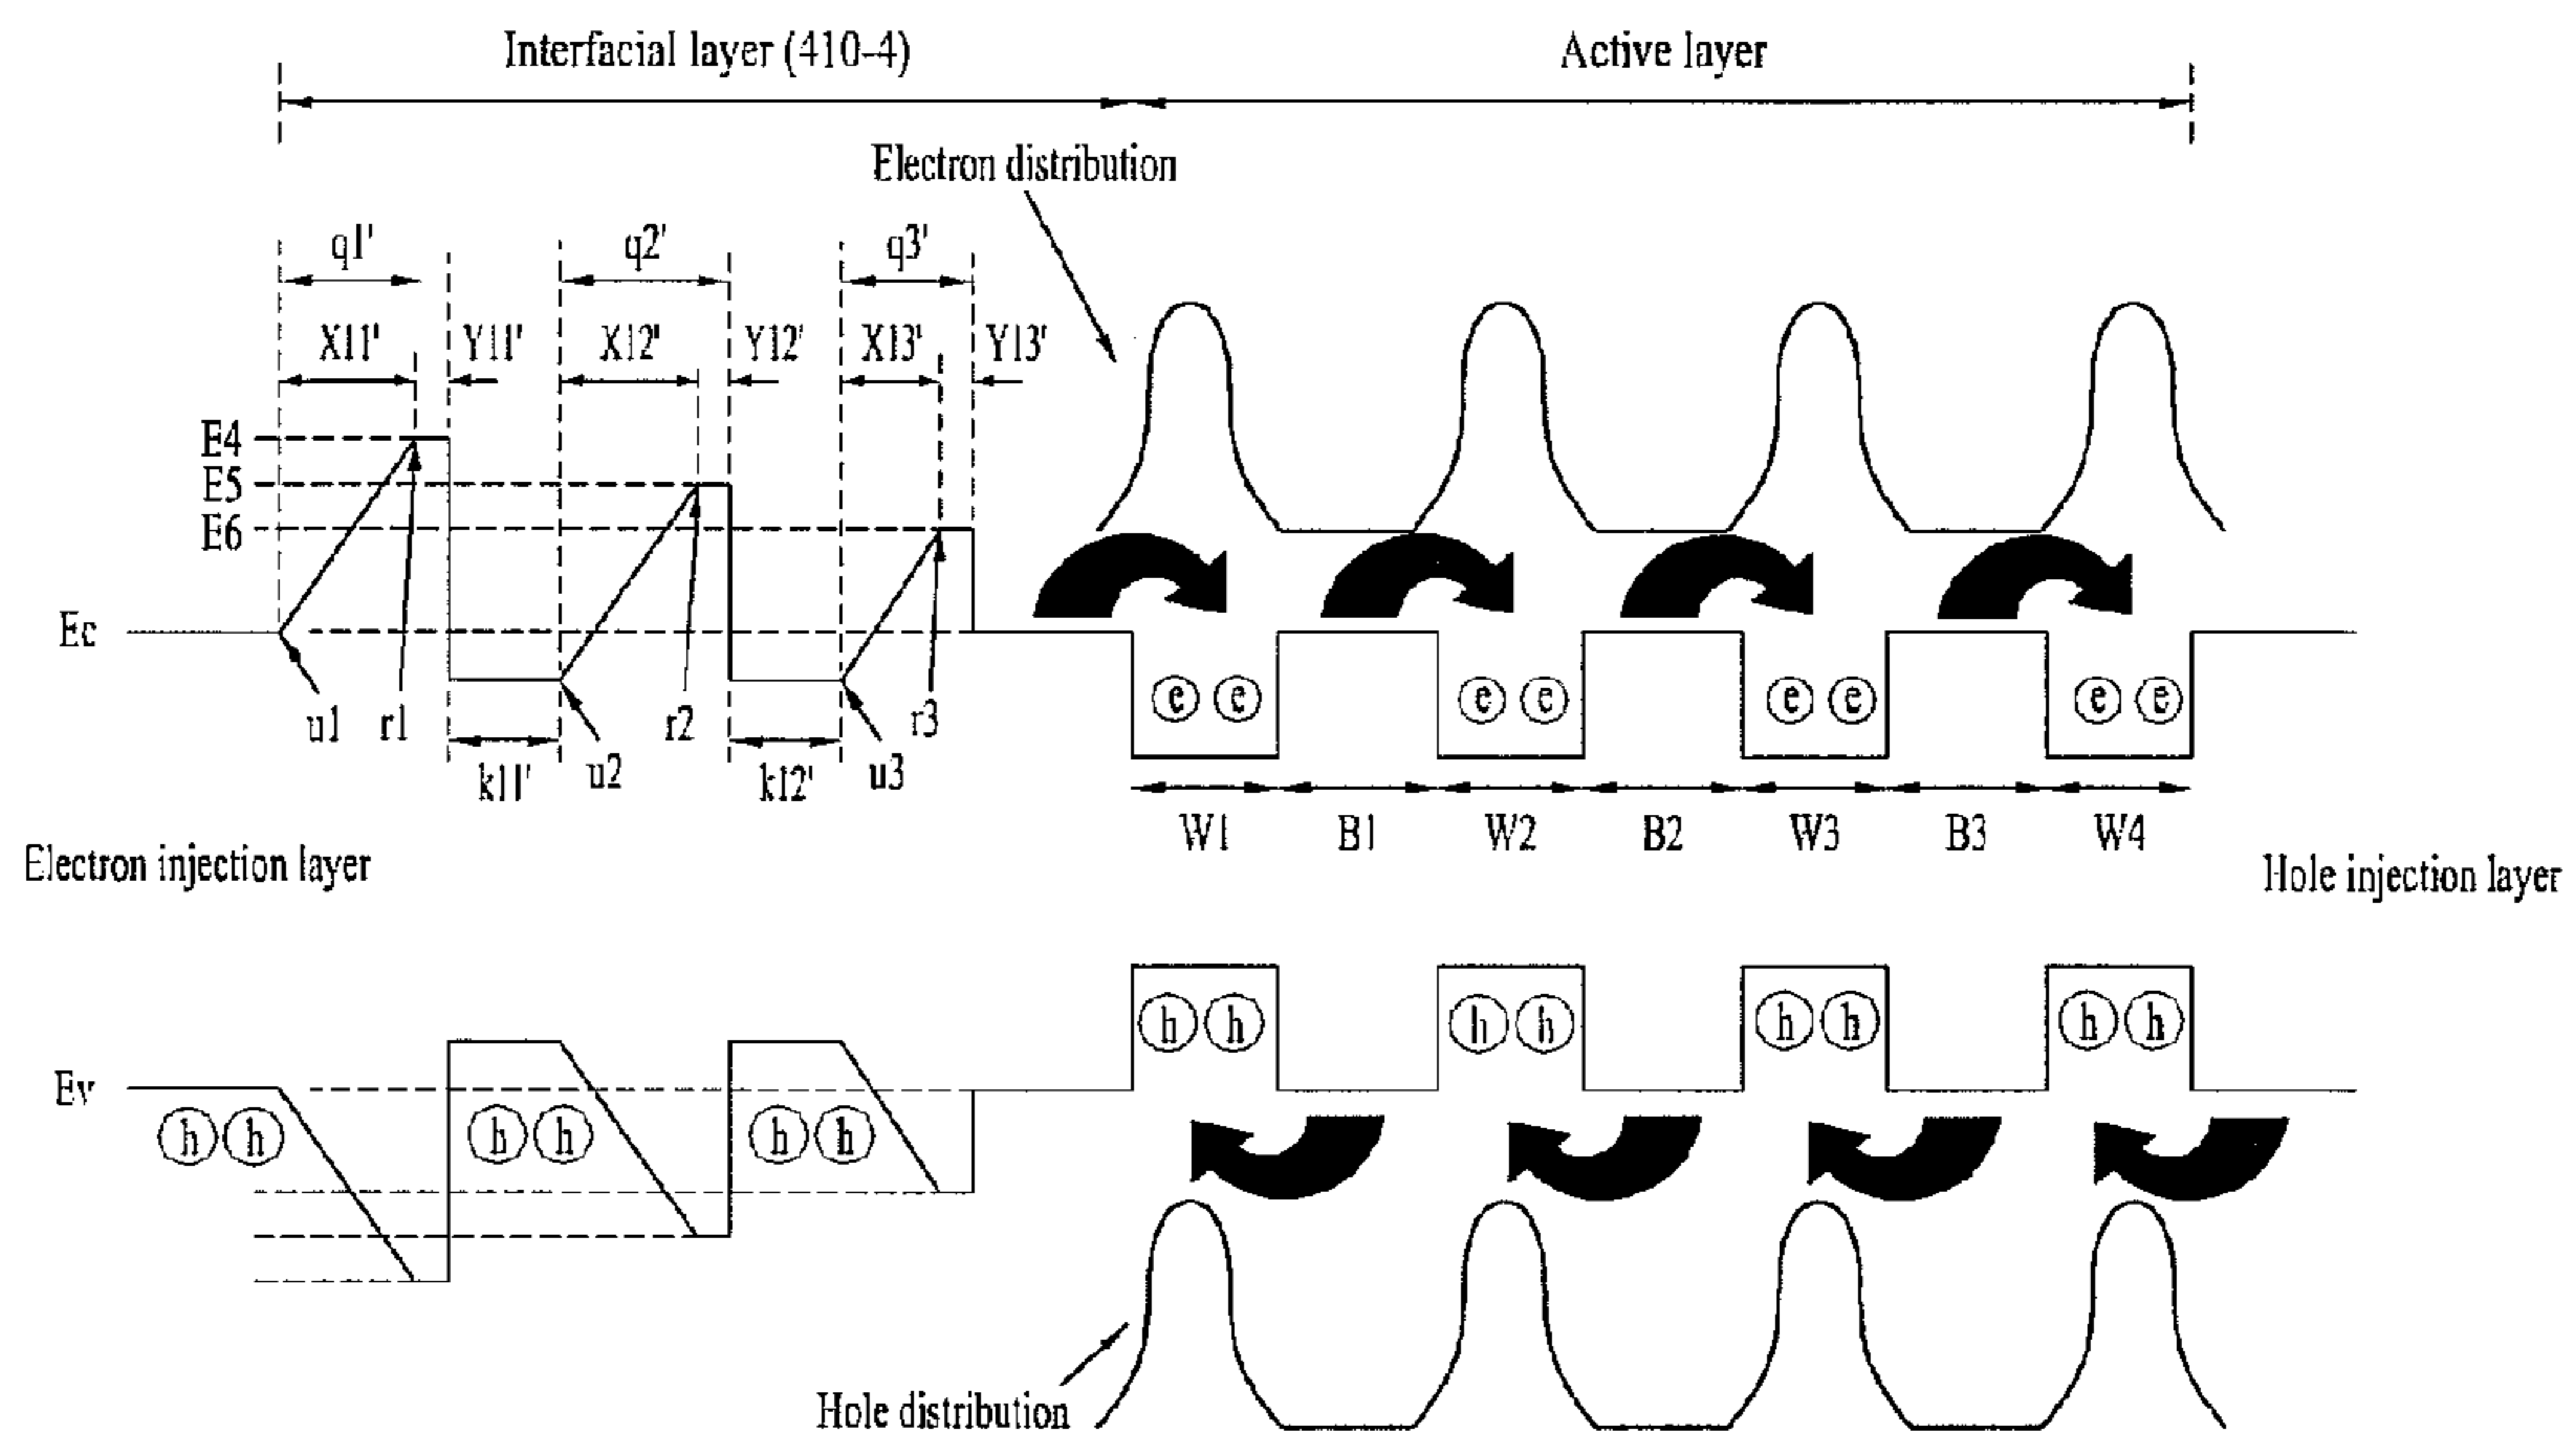 Interfacial layer (410-4)
Active layer
Electron distribution
q1' q2' q3'
X11' Y11' X12' Y12' X13' Y13'
E4
E5
E6
Ec
e e e e e e e e
u1 r1 r2 r3
k11' u2 k12' u3
W1 B1 W2 B2 W3 B3 W4
Electron injection layer
Hole injection layer
h h h h h h h h
Ev
h h h h h h
Hole distribution